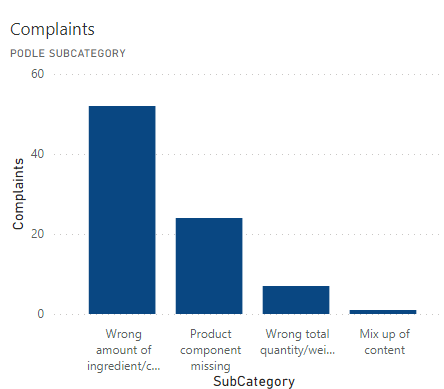 Complaints
PODLE SUBCATEGORY
60
40
20
0
Complaints
Wrong
amount of
ingredient/c...
Product
component
missing
Wrong total
quantity/wei...
Mix up of
content
SubCategory